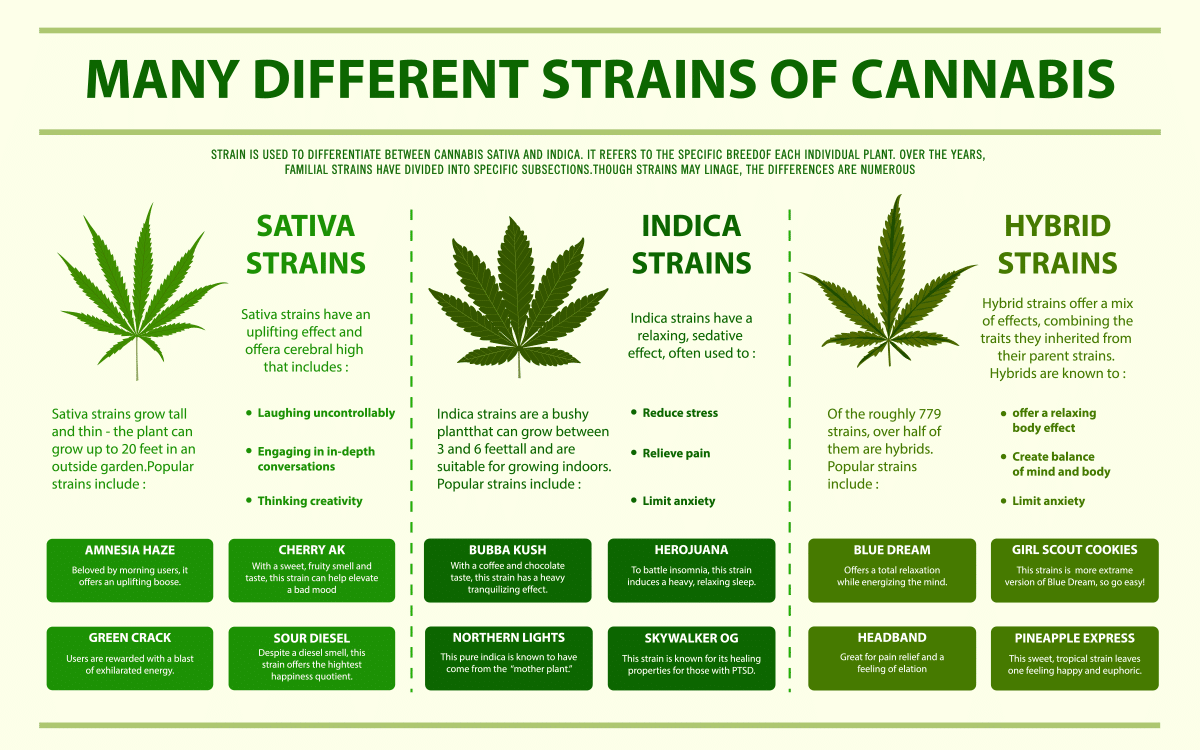 MANY DIFFERENT STRAINS OF CANNABIS
STRAIN IS USED TO DIFFERENTIATE BETWEEN CANNABIS SATIVA AND INDICA. IT REFERS TO THE SPECIFIC BREEDOF EACH INDIVIDUAL PLANT. OVER THE YEARS,
FAMILIAL STRAINS HAVE DIVIDED INTO SPECIFIC SUBSECTIONS.THOUGH STRAINS MAY LINAGE, THE DIFFERENCES ARE NUMEROUS
SATIVA
STRAINS
Sativa strains have an
uplifting effect and
offera cerebral high
that includes :
Sativa strains grow tall
and thin - the plant can
grow up to 20 feet in an
outside garden.Popular
strains include :
• Laughing uncontrollably
• Engaging in in-depth
conversations
• Thinking creativity
AMNESIA HAZE
Beloved by morning users, it
offers an uplifting boose.
CHERRY AK
With a sweet, fruity smell and
taste, this strain can help elevate
a bad mood
GREEN CRACK
Users are rewarded with a blast
of exhilarated energy.
SOUR DIESEL
Despite a diesel smell, this
strain offers the hightest
happiness quotient.
INDICA
STRAINS
Indica strains have a
relaxing, sedative
effect, often used to :
Indica strains are a bushy
plantthat can grow between
3 and 6 feettall and are
suitable for growing indoors.
Popular strains include :
• Reduce stress
• Relieve pain
• Limit anxiety
BUBBA KUSH
With a coffee and chocolate
taste, this strain has a heavy
tranquilizing effect.
HEROJUANA
To battle insomnia, this strain
induces a heavy, relaxing sleep.
NORTHERN LIGHTS
This pure indica is known to have
come from the "mother plant."
SKYWALKER OG
This strain is known for its healing
properties for those with PTSD.
HYBRID
STRAINS
Hybrid strains offer a mix
of effects, combining the
traits they inherited from
their parent strains.
Hybrids are known to :
Of the roughly 779
strains, over half of
them are hybrids.
Popular strains
include :
• offer a relaxing
body effect
• Create balance
of mind and body
• Limit anxiety
BLUE DREAM
Offers a total relaxation
while energizing the mind.
GIRL SCOUT COOKIES
This strains is more extrame
version of Blue Dream, so go easy!
HEADBAND
Great for pain relief and a
feeling of elation
PINEAPPLE EXPRESS
This sweet, tropical strain leaves
one feeling happy and euphoric.